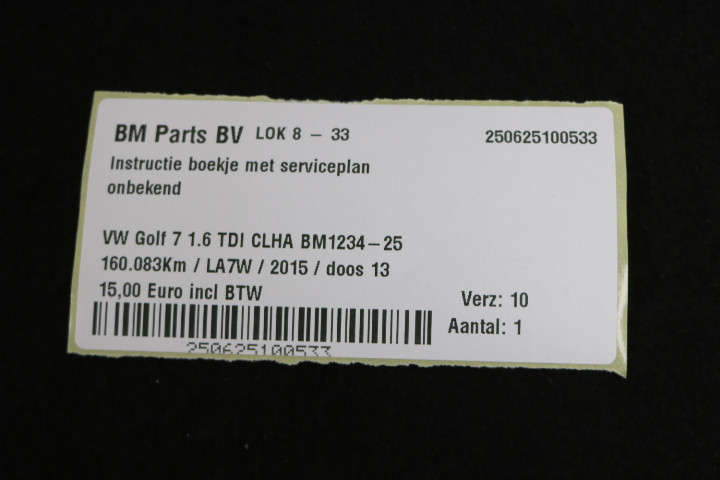 BM Parts BV LOK 8 - 33 250625100533
Instructie boekje met serviceplan
onbekend
VW Golf 7 1.6 TDI CLHA BM1234-25
160.083Km / LA7W / 2015 / doos 13
15,00 Euro incl BTW Verz: 10
Aantal: 1
250625100533